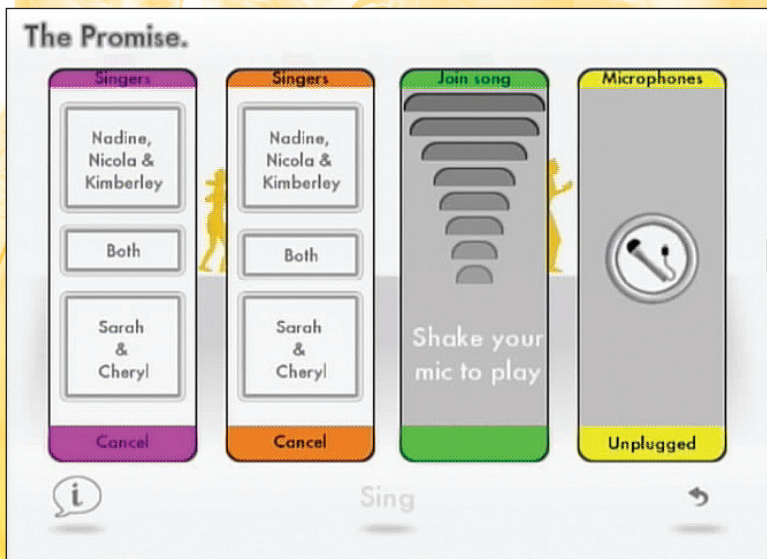 The Promise.
Singers
Nadine,
Nicola &
Kimberley
Both
Sarah
&
Cheryl
Cancel
Singers
Nadine,
Nicola &
Kimberley
Both
Sarah
&
Cheryl
Cancel
Join song
Shake your
mic to play
Microphones
Unplugged
i
Sing